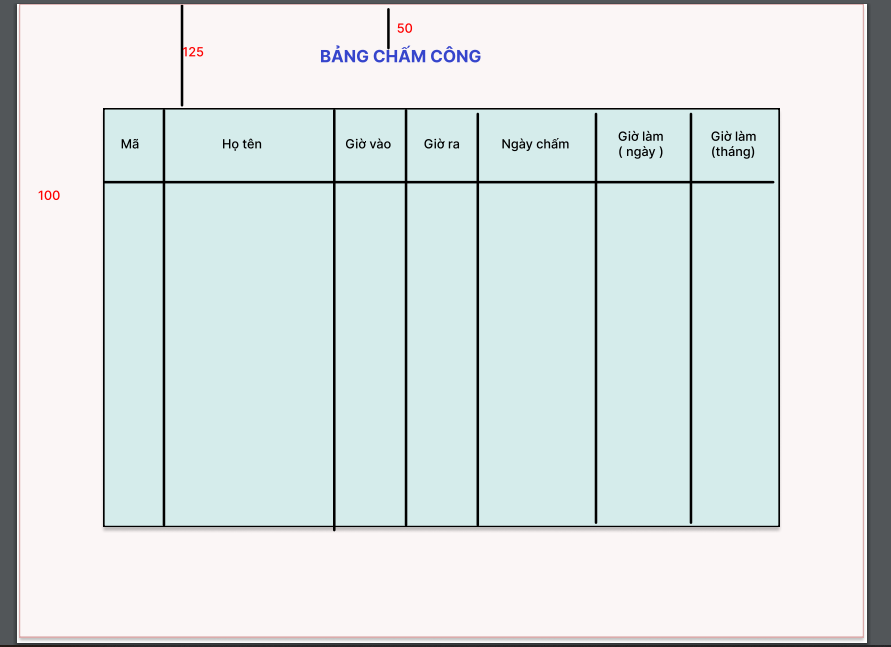 50
125
BẢNG CHẤM CÔNG
Mã
Họ tên
Giờ vào
Giờ ra
Ngày chấm
Giờ làm
( ngày )
Giờ làm
(tháng)
100